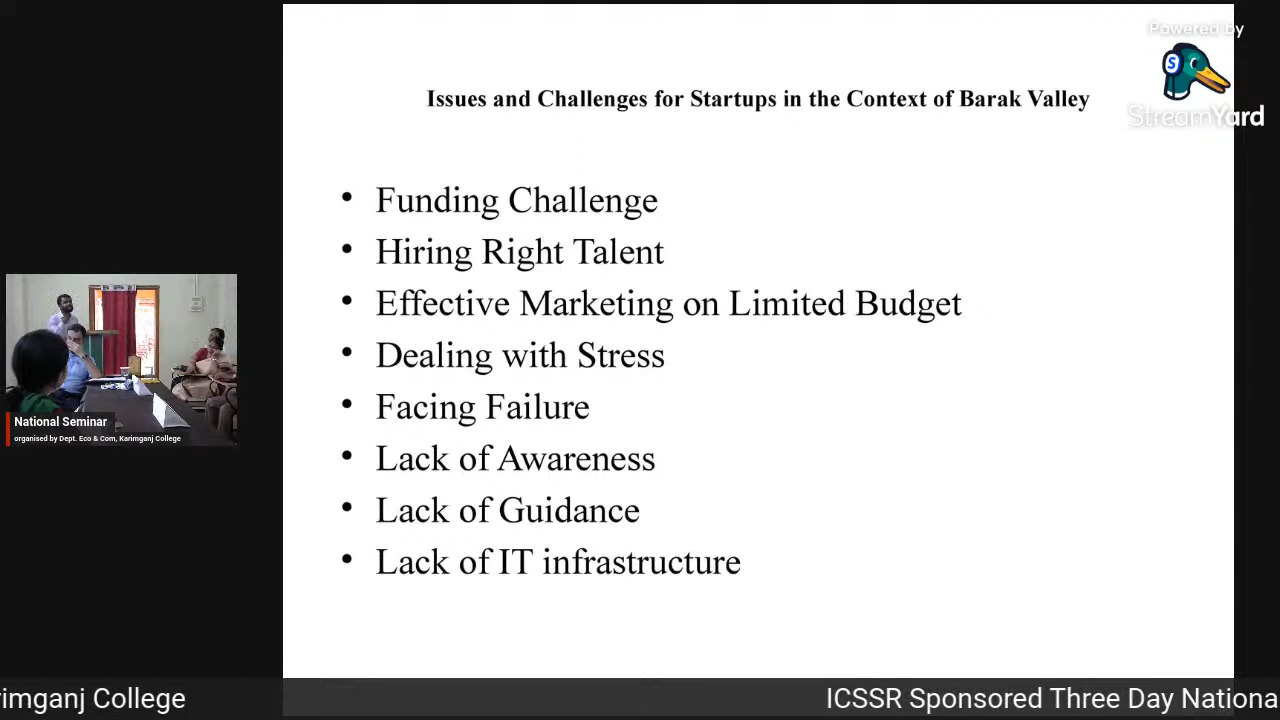 Powered by
StreamYard
Issues and Challenges for Startups in the Context of Barak Valley
• Funding Challenge
• Hiring Right Talent
• Effective Marketing on Limited Budget
• Dealing with Stress
• Facing Failure
• Lack of Awareness
• Lack of Guidance
• Lack of IT infrastructure
National Seminar
organised by Dept. Eco & Com, Karimganj College
rimganj College
ICSSR Sponsored Three Day Nationa